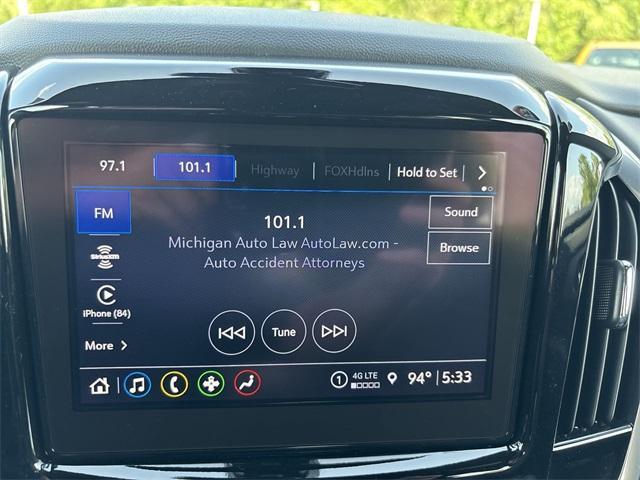 97.1 101.1 Highway FOXHdlns Hold to Set
FM
101.1
Sound
Michigan Auto Law AutoLaw.com -
Browse
Auto Accident Attorneys
SiriusXM
iPhone (84)
More
Tune
1 4G LTE 94° 5:33